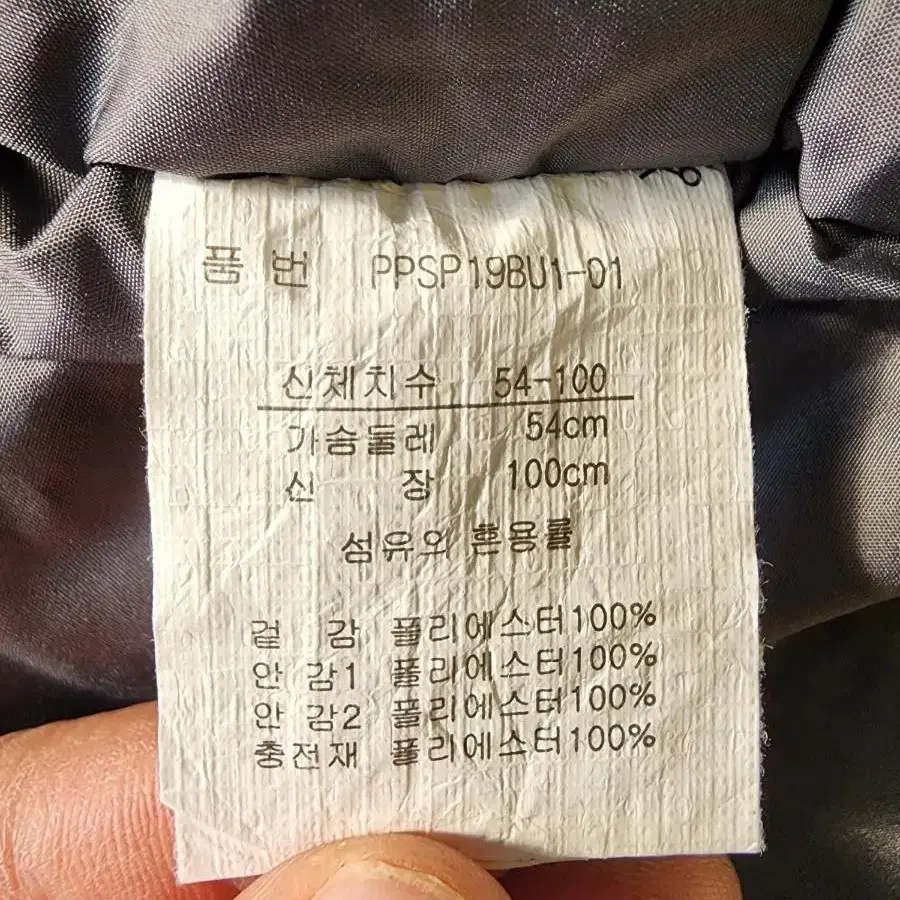 품 번 PPSP19BU1-01
신체치수 54-100
가슴둘레 54cm
신 장 100cm
섬유의 혼용률
겉 감 폴리에스터100%
안 감1 폴리에스터100%
안 감2 폴리에스터100%
충전재 폴리에스터100%